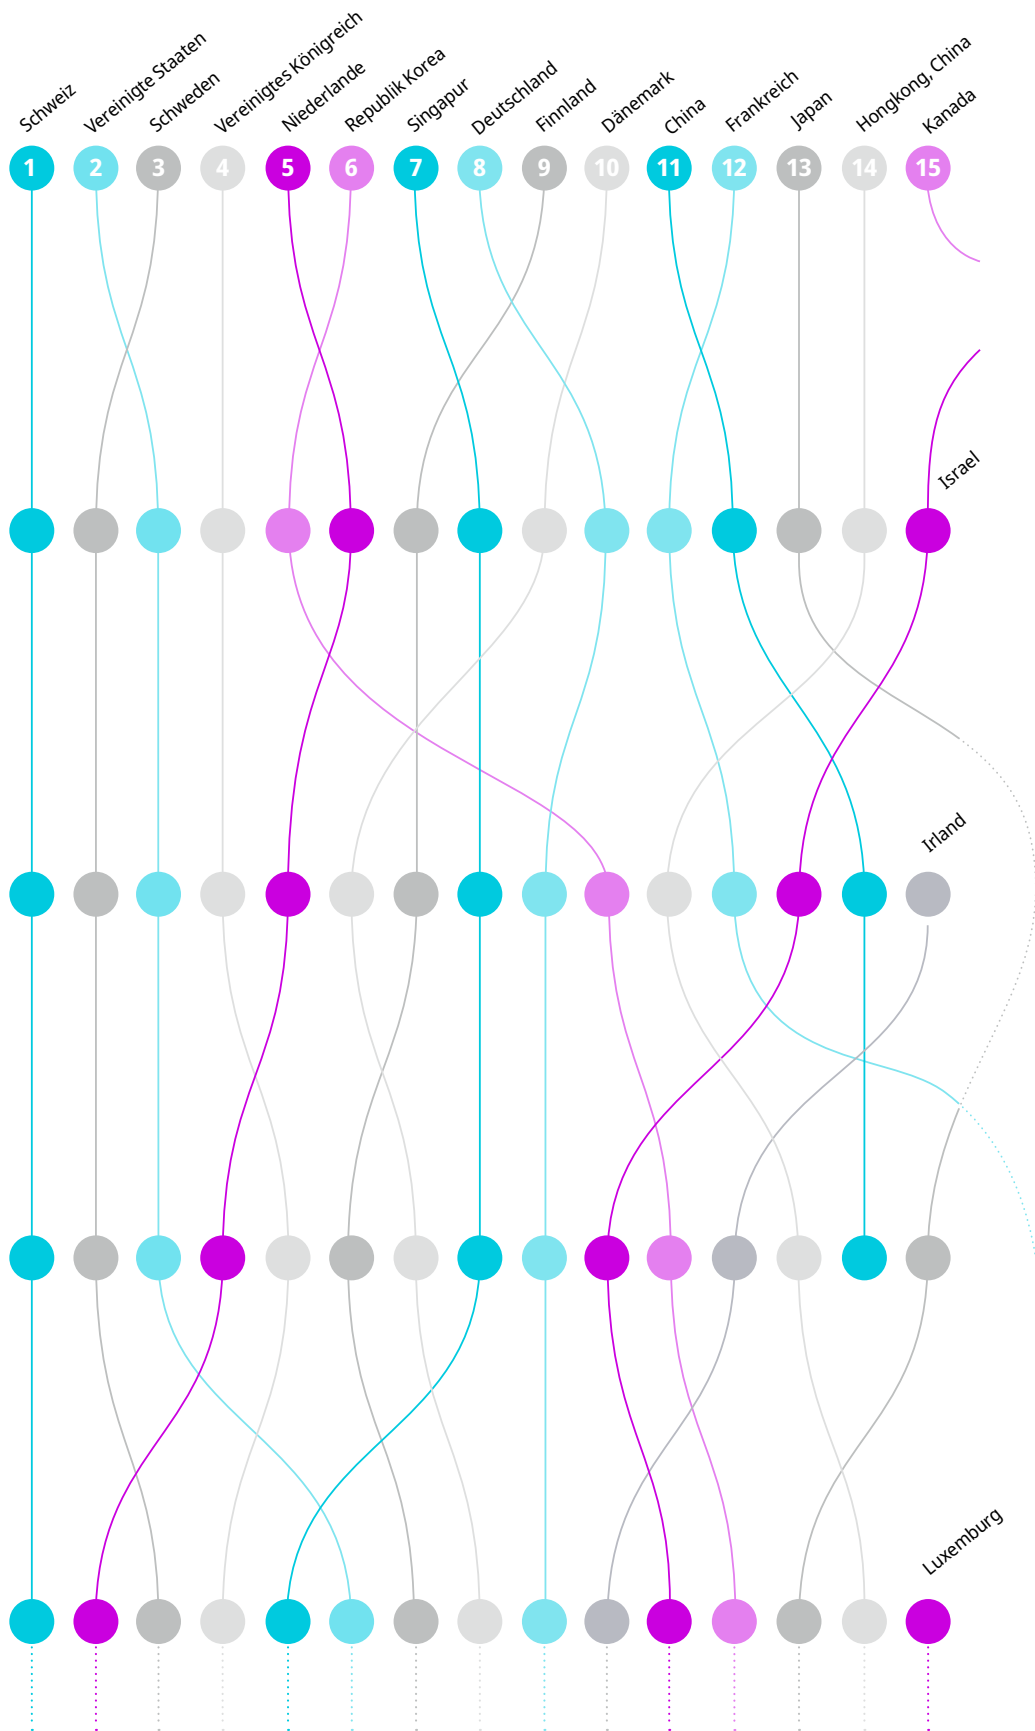 Schweiz
Vereinigte Staaten
Schweden
Vereinigtes Königreich
Niederlande
Republik Korea
Singapur
Deutschland
Finnland
Dänemark
China
Frankreich
Japan
Hongkong, China
Kanada
1
2
3
4
5
6
7
8
9
10
11
12
13
14
15
Israel
Irland
Luxemburg